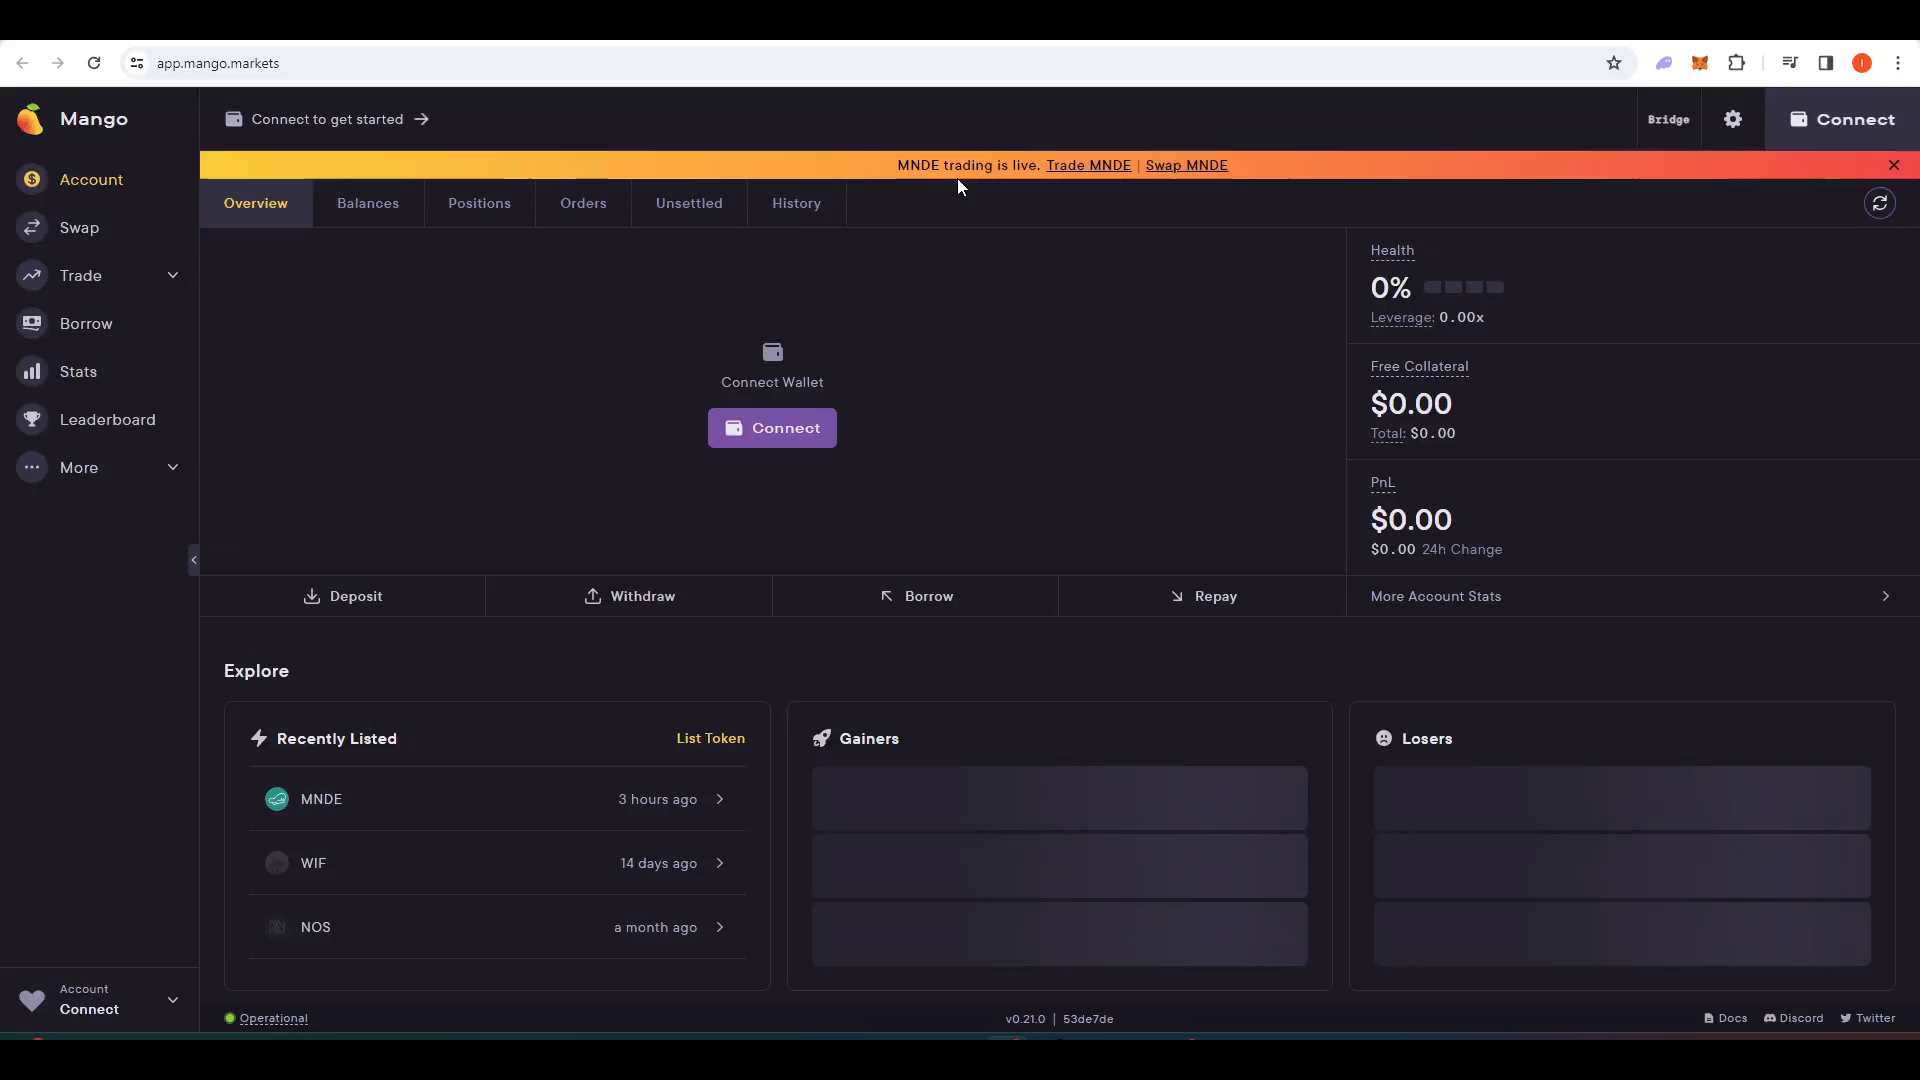 app.mango.markets
Mango
Connect to get started
Bridge
Connect
MNDE trading is live. Trade MNDE | Swap MNDE
Account
Swap
Trade
Borrow
Stats
Leaderboard
More
Overview
Balances
Positions
Orders
Unsettled
History
Connect Wallet
Connect
Health
0%
Leverage: 0.00x
Free Collateral
$0.00
Total: $0.00
PnL
$0.00
$0.00 24h Change
Deposit
Withdraw
Borrow
Repay
More Account Stats
Explore
Recently Listed
List Token
MNDE
3 hours ago
WIF
14 days ago
NOS
a month ago
Gainers
Losers
Account
Connect
Operational
v0.21.0 | 53de7de
Docs
Discord
Twitter